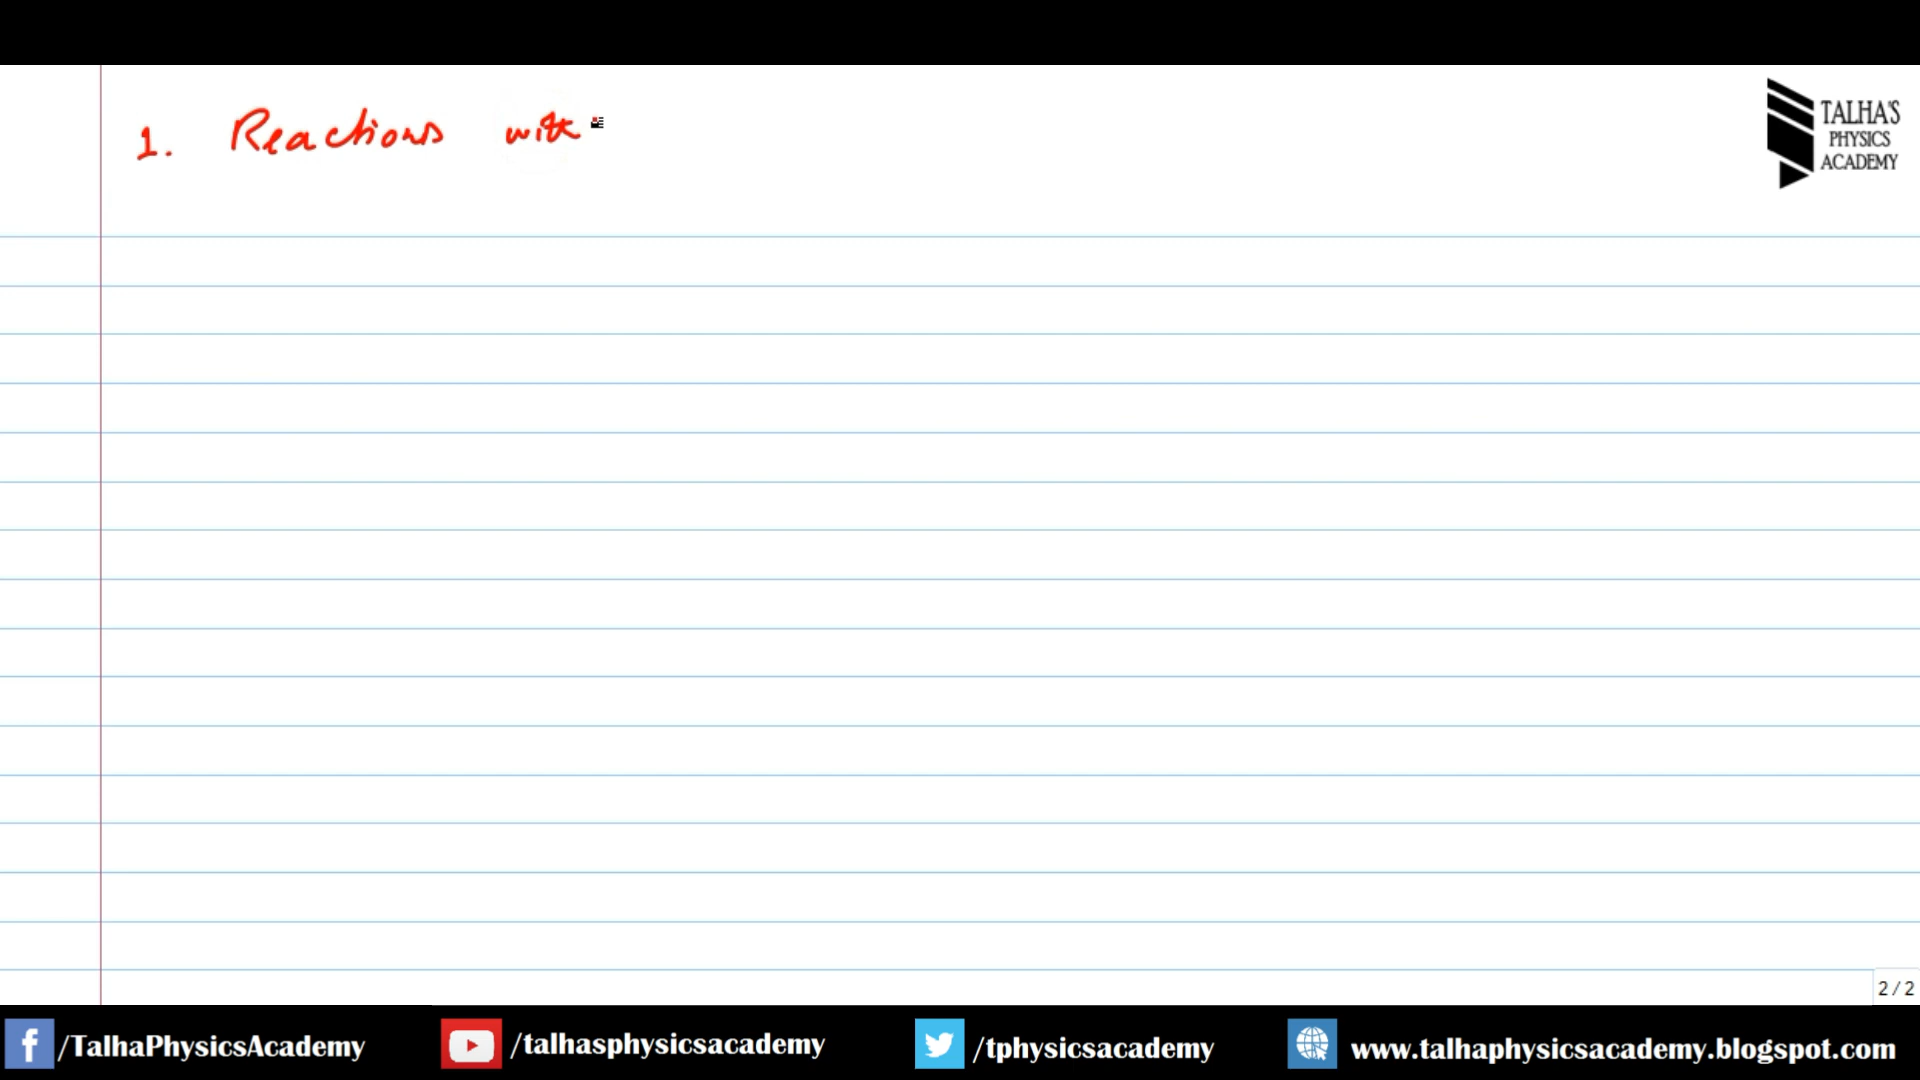 1. Reactions with
TALHA'S
PHYSICS
ACADEMY
2 / 2
/TalhaPhysicsAcademy
/talhasphysicsacademy
/tphysicsacademy
www.talhaphysicsacademy.blogspot.com